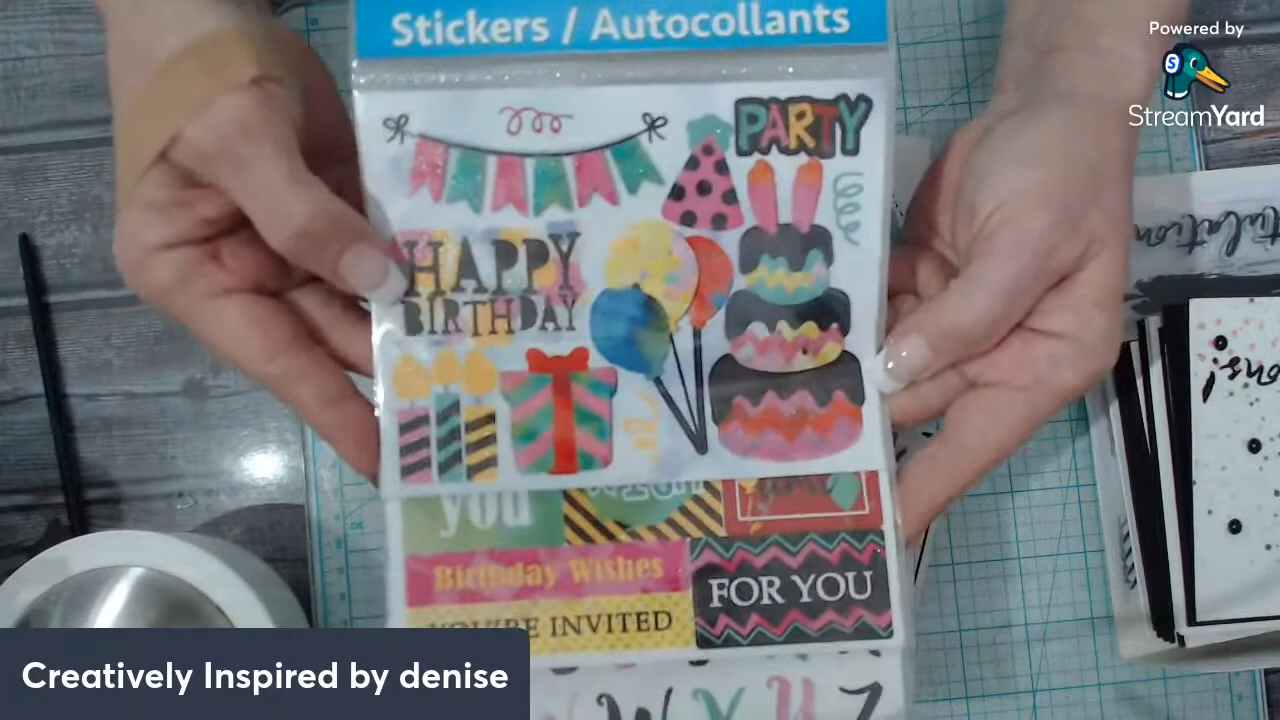 Stickers / Autocollants
Powered by
StreamYard
PARTY
HAPPY
BIRTHDAY
you
Birthday Wishes
FOR YOU
YOU'RE INVITED
Creatively Inspired by denise